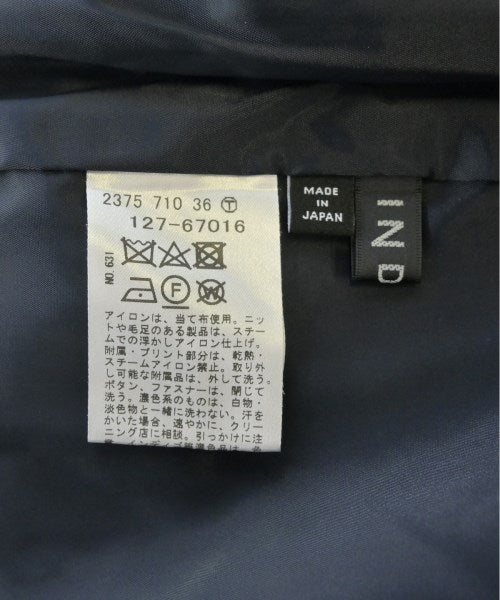 2375 710 36 Ⓣ
127-67016
NO.631
F W
アイロンは、当て布使用。ニッ
トや毛足のある製品は、スチー
ムでの浮かしアイロン仕上げ。
附属・プリント部分は、乾熱・
スチームアイロン禁止。取り外
し可能な附属品は、外して洗う。
ボタン、ファスナーは、閉じて
洗う。濃色系のものは、白物・
淡色物と一緒に洗わない。汗を
かいた場合、速やかに、クリー
ニング店に相談。引っかけに注
MADE
IN
JAPAN
IND